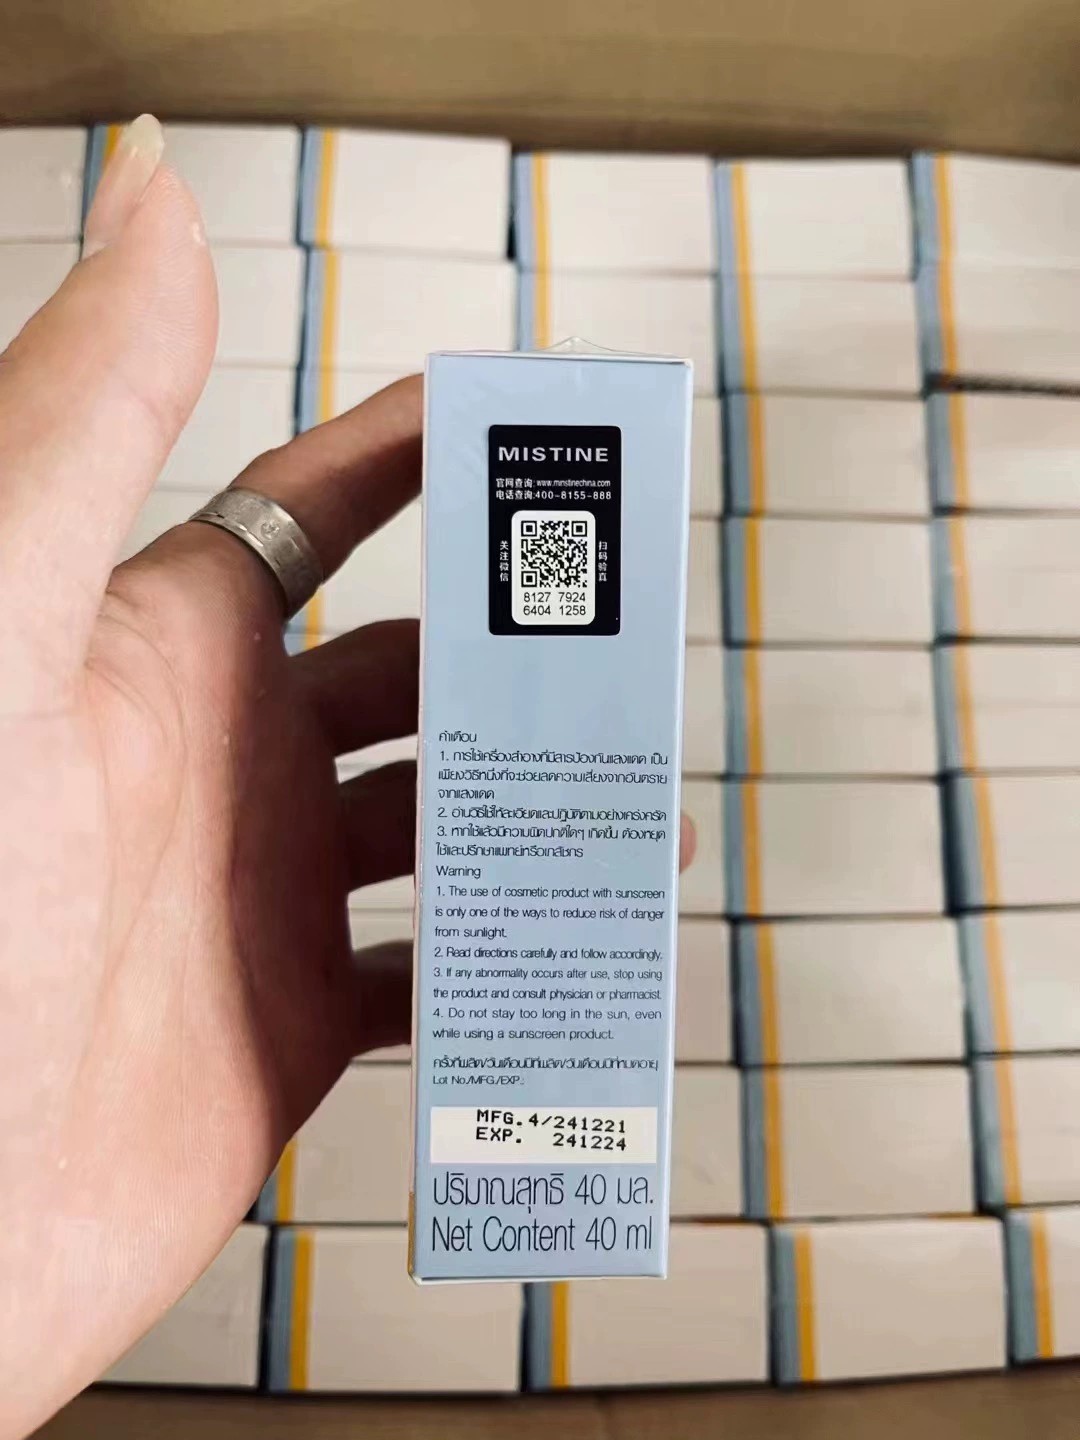 MISTINE
官网查询:www.minstinechina.com
电话查询:400-8155-888
关注微信
扫码验真
8127 7924
6404 1258
คำเตือน
1. การใช้เครื่องสำอางที่มีสารป้องกันแสงแดด เป็น
เพียงวิธีหนึ่งที่จะช่วยลดความเสี่ยงจากอันตราย
จากแสงแดด
2. อ่านวิธีใช้ให้ละเอียดและปฏิบัติตามอย่างเคร่งครัด
3. หากใช้แล้วมีความผิดปกติใดๆ เกิดขึ้น ต้องหยุด
ใช้และปรึกษาแพทย์หรือเภสัชกร
Warning
1. The use of cosmetic product with sunscreen
is only one of the ways to reduce risk of danger
from sunlight.
2. Read directions carefully and follow accordingly.
3. If any abnormality occurs after use, stop using
the product and consult physician or pharmacist.
4. Do not stay too long in the sun, even
while using a sunscreen product.
ครั้งที่ผลิต/วันเดือนปีที่ผลิต/วันเดือนปีที่หมดอายุ
Lot No./MFG./EXP.:
MFG. 4/241221
EXP. 241224
ปริมาณสุทธิ 40 มล.
Net Content 40 ml